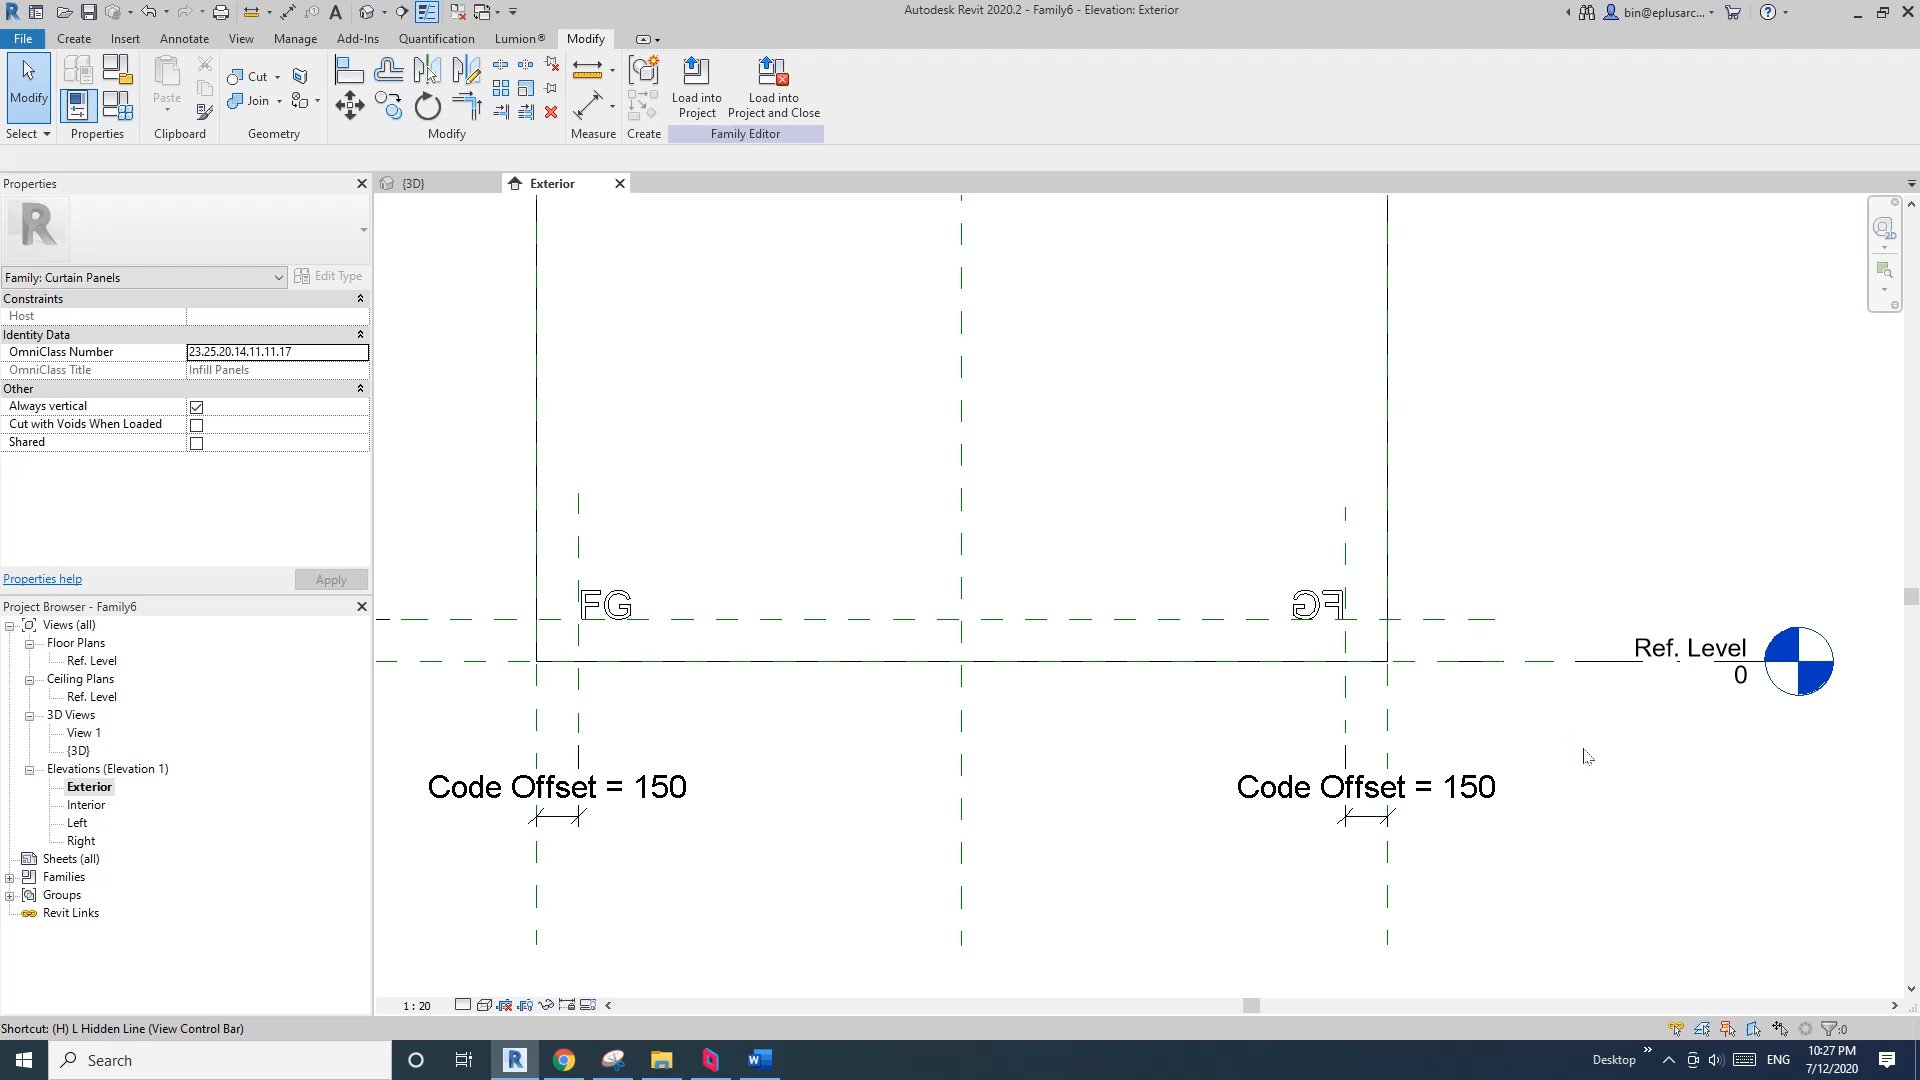 Autodesk Revit 2020.2 - Family6 - Elevation: Exterior
bin@eplusarc...
File Create Insert Annotate View Manage Add-Ins Quantification Lumion® Modify
Modify
Paste
Cut
Join
Load into Project
Load into Project and Close
Select Properties Clipboard Geometry Modify Measure Create Family Editor
Properties
{3D}
Exterior
R
Family: Curtain Panels
Edit Type
Constraints
Host
Identity Data
OmniClass Number 23.25.20.14.11.11.17
OmniClass Title Infill Panels
Other
Always vertical
Cut with Voids When Loaded
Shared
Properties help
Apply
Project Browser - Family6
Views (all)
Floor Plans
Ref. Level
Ceiling Plans
Ref. Level
3D Views
View 1
{3D}
Elevations (Elevation 1)
Exterior
Interior
Left
Right
Sheets (all)
Families
Groups
Revit Links
FG
FG
Ref. Level
0
Code Offset = 150
Code Offset = 150
1 : 20
Shortcut: (H) L Hidden Line (View Control Bar)
:0
Search
Desktop
ENG
10:27 PM
7/12/2020